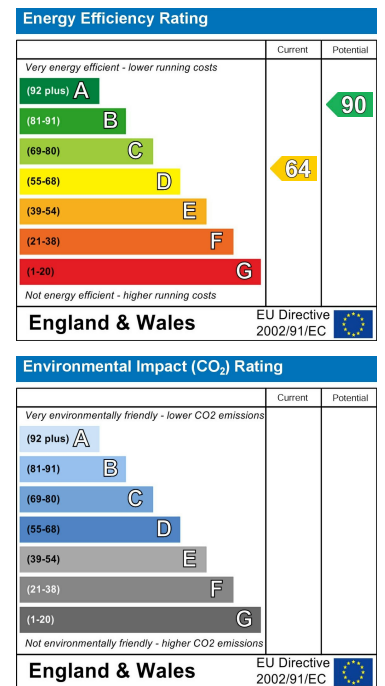 Energy Efficiency Rating
Current Potential
Very energy efficient - lower running costs
(92 plus) A
(81-91) B
(69-80) C
(55-68) D
(39-54) E
(21-38) F
(1-20) G
64
90
Not energy efficient - higher running costs
England & Wales
EU Directive
2002/91/EC
Environmental Impact (CO₂) Rating
Current Potential
Very environmentally friendly - lower CO2 emissions
(92 plus) A
(81-91) B
(69-80) C
(55-68) D
(39-54) E
(21-38) F
(1-20) G
Not environmentally friendly - higher CO2 emissions
England & Wales
EU Directive
2002/91/EC